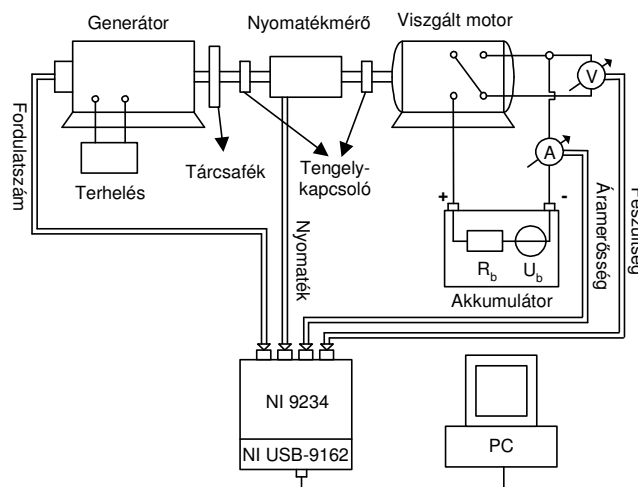 Generátor
Nyomatékmérő
Viszgált motor
V
Fordulatszám
Terhelés
Tárcsafék
Tengely-
kapcsoló
A
+
-
R_b
U_b
Akkumulátor
Nyomaték
Áramerősség
Feszültség
NI 9234
NI USB-9162
PC